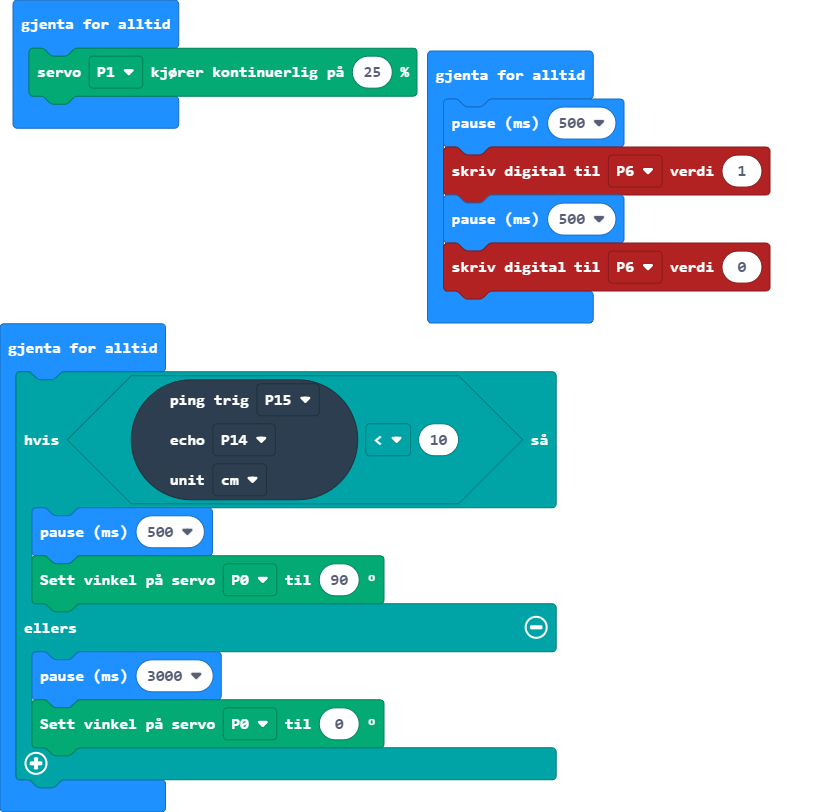 gjenta for alltid
servo P1 kjører kontinuerlig på 25 %
gjenta for alltid
pause (ms) 500
skriv digital til P6 verdi 1
pause (ms) 500
skriv digital til P6 verdi 0
gjenta for alltid
ping trig P15
hvis echo P14 < 10 så
unit cm
pause (ms) 500
Sett vinkel på servo P0 til 90 °
ellers
pause (ms) 3000
Sett vinkel på servo P0 til 0 °